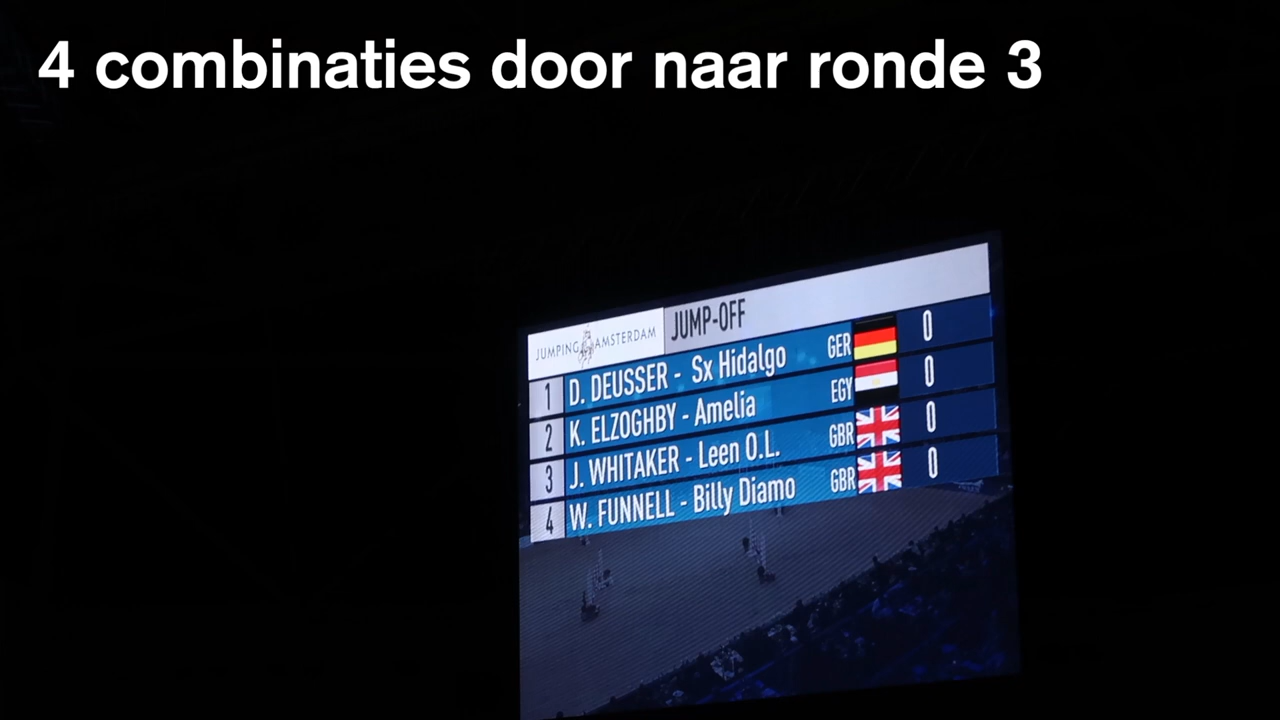 4 combinaties door naar ronde 3
JUMPING AMSTERDAM JUMP-OFF
1 D. DEUSSER - Sx Hidalgo GER 0
2 K. ELZOGHBY - Amelia EGY 0
3 J. WHITAKER - Leen O.L. GBR 0
4 W. FUNNELL - Billy Diamo GBR 0